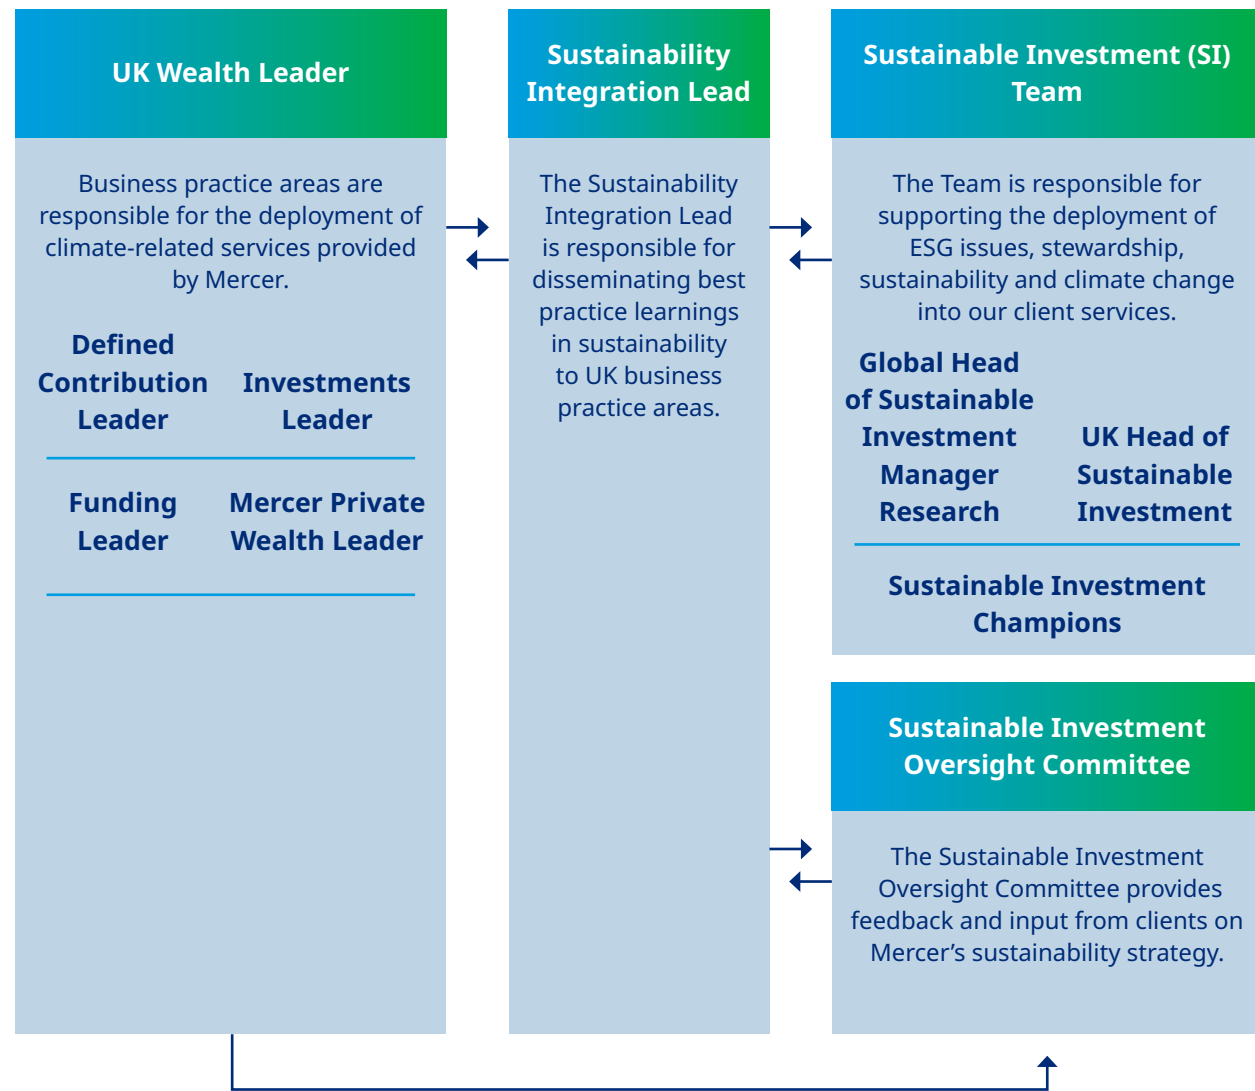 UK Wealth Leader
Business practice areas are
responsible for the deployment of
climate-related services provided
by Mercer.
Defined
Contribution
Leader
Investments
Leader
Funding
Leader
Mercer Private
Wealth Leader
Sustainability
Integration Lead
The Sustainability
Integration Lead
is responsible for
disseminating best
practice learnings
in sustainability
to UK business
practice areas.
Sustainable Investment (SI)
Team
The Team is responsible for
supporting the deployment of
ESG issues, stewardship,
sustainability and climate change
into our client services.
Global Head
of Sustainable
Investment
Manager
Research
UK Head of
Sustainable
Investment
Sustainable Investment
Champions
Sustainable Investment
Oversight Committee
The Sustainable Investment
Oversight Committee provides
feedback and input from clients on
Mercer’s sustainability strategy.